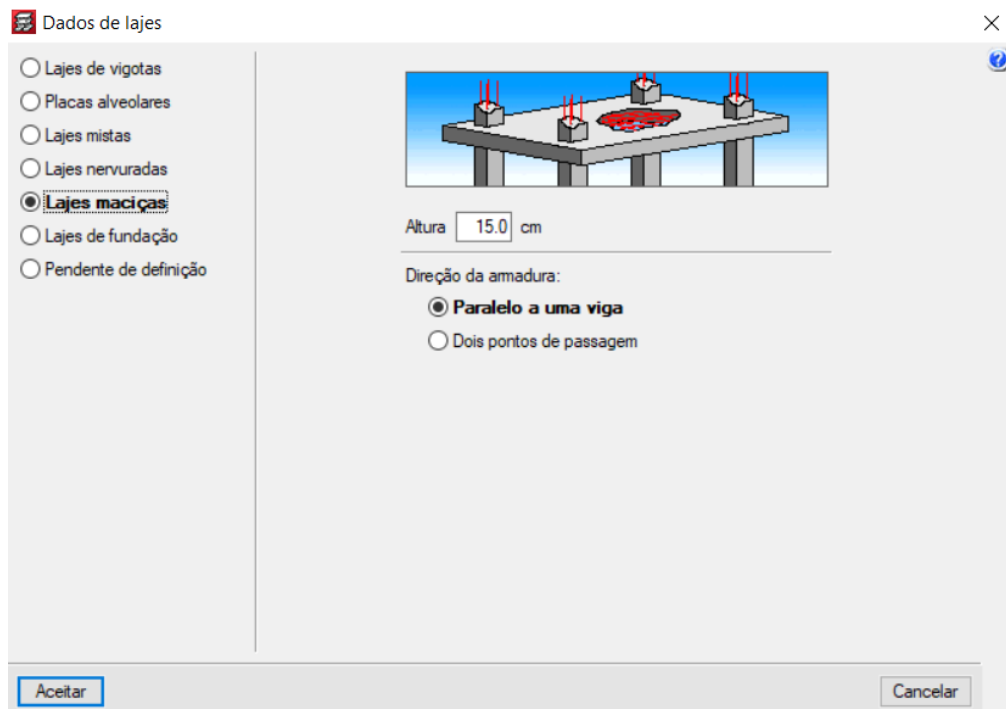 Dados de lajes
Lajes de vigotas
Placas alveolares
Lajes mistas
Lajes nervuradas
Lajes maciças
Lajes de fundação
Pendente de definição
Altura 15.0 cm
Direção da armadura:
Paralelo a uma viga
Dois pontos de passagem
Aceitar
Cancelar